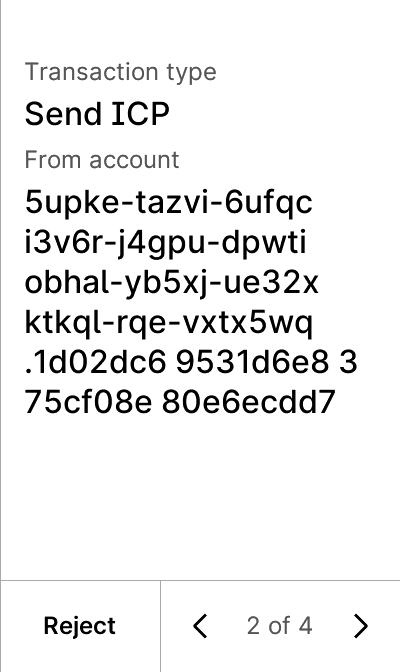 Transaction type
Send ICP
From account
5upke-tazvi-6ufqc
i3v6r-j4gpu-dpwti
obhal-yb5xj-ue32x
ktkql-rqe-vxtx5wq
.1d02dc6 9531d6e8 3
75cf08e 80e6ecdd7
Reject
2 of 4